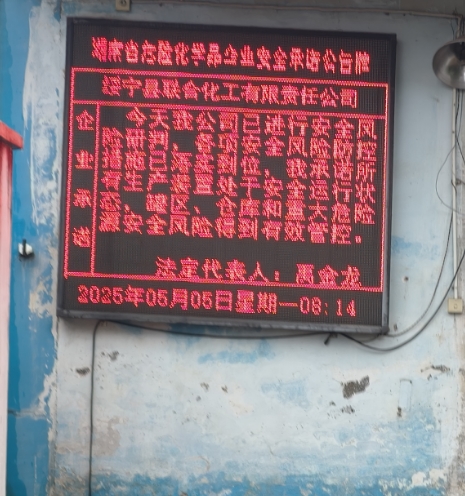 湖南省危险化学品企业安全
绥宁县联合化工有限责任公司
企业承诺
今天我公司已进行安全风
险研判，各项安全风险防控
措施已落实到位，我承诺所
有生产装置处于安全运行状
态，罐区、仓库和重大危险
源安全风险得到有效管控。
法定代表人：禹金龙
2025年05月05日星期一08:14